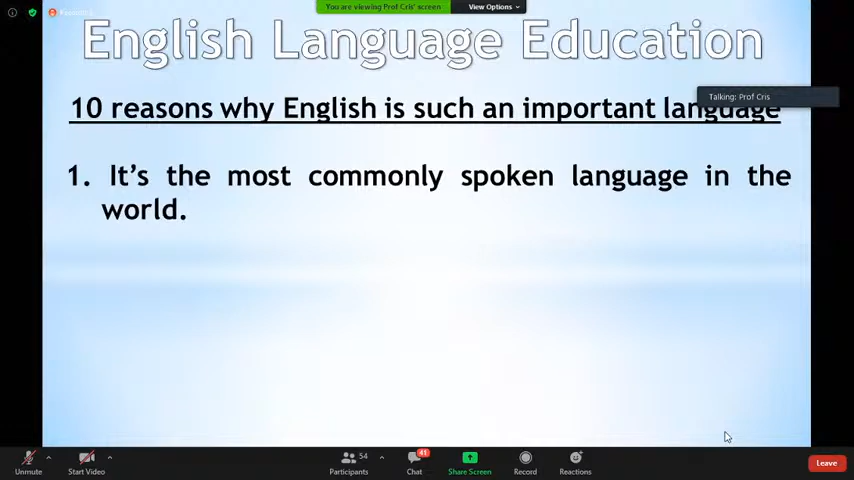 You are viewing Prof Cris' screen
View Options
English Language Education
Talking: Prof Cris
10 reasons why English is such an important language
1. It's the most commonly spoken language in the
world.
54
41
Unmute
Start Video
Participants
Chat
Share Screen
Record
Reactions
Leave